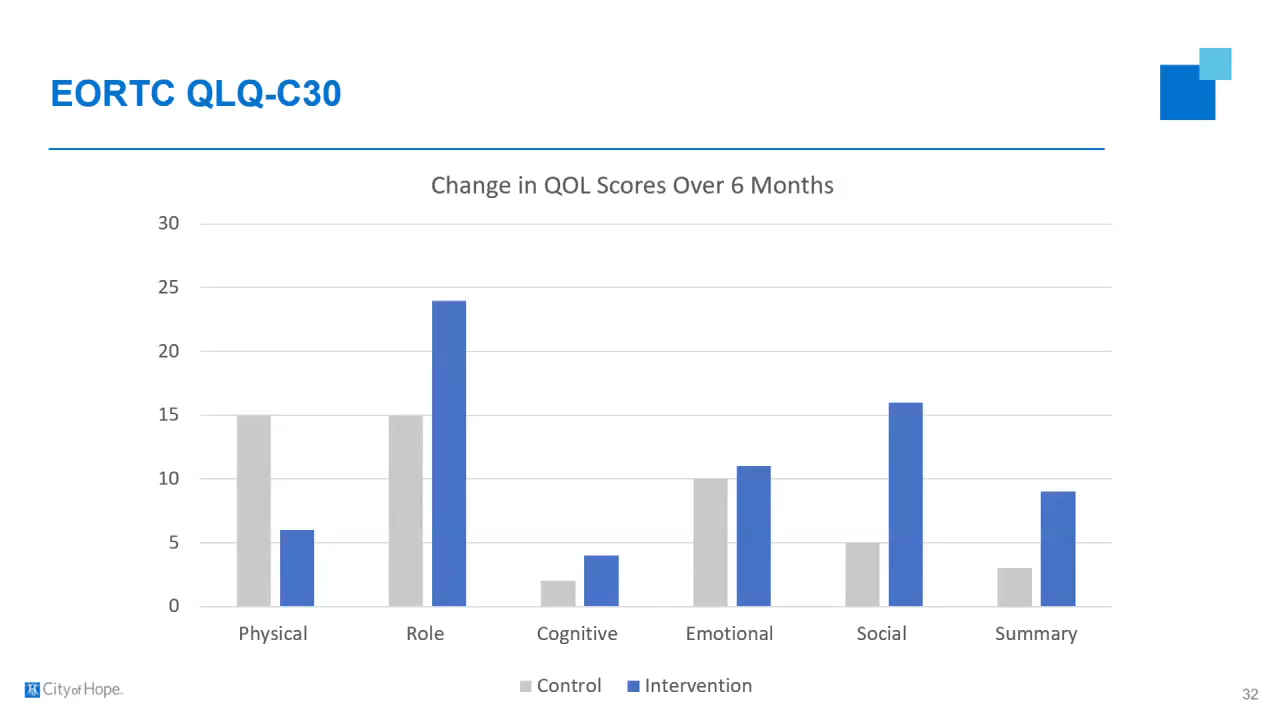 EORTC QLQ-C30
Change in QOL Scores Over 6 Months
30
25
20
15
10
5
0
Physical Role Cognitive Emotional Social Summary
Control Intervention
City of Hope.
32